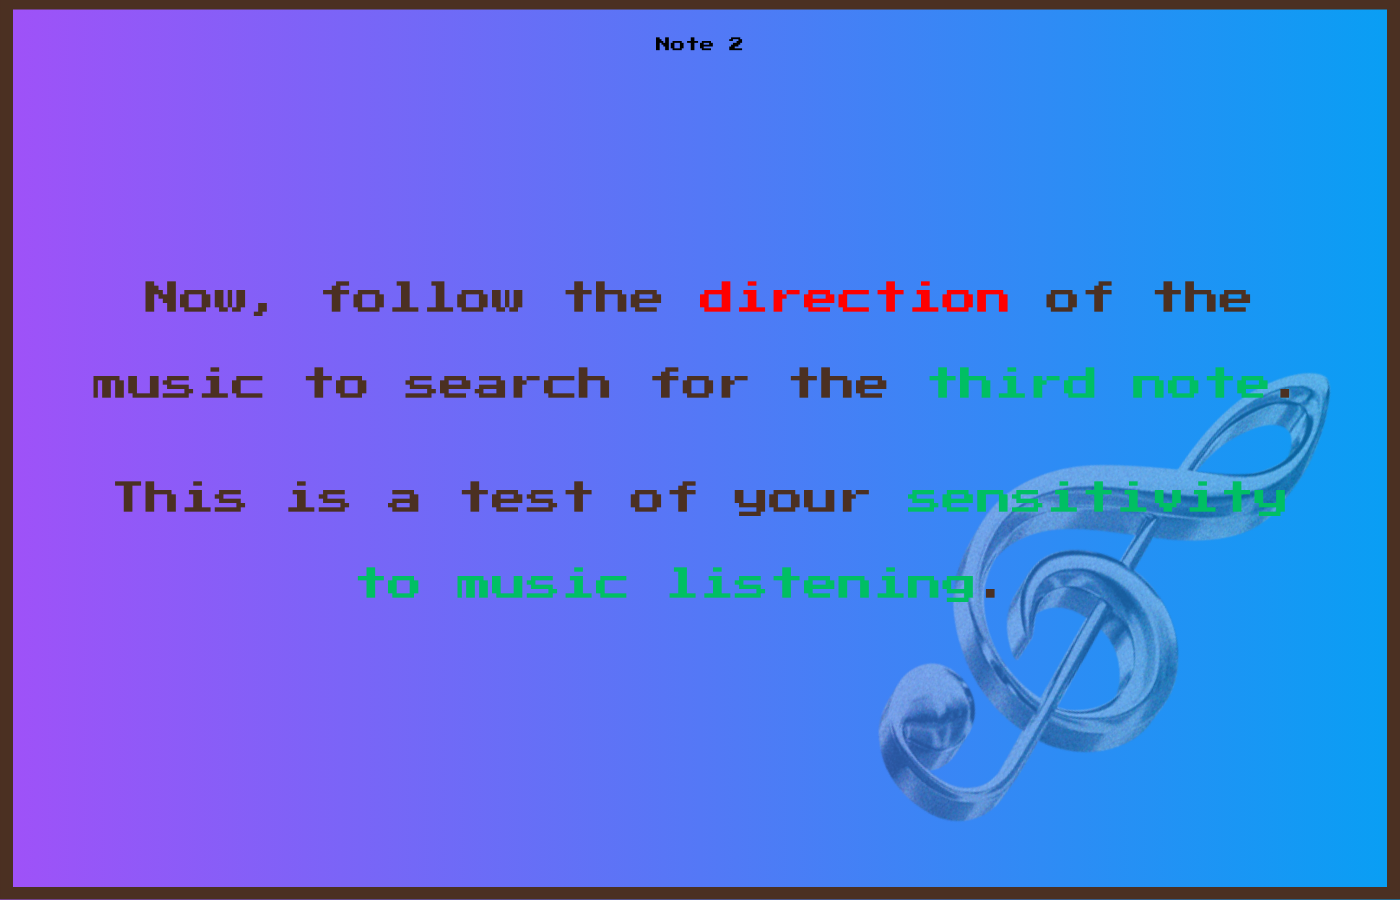 Note 2
Now, follow the direction of the
music to search for the third note.
This is a test of your sensitivity
to music listening.